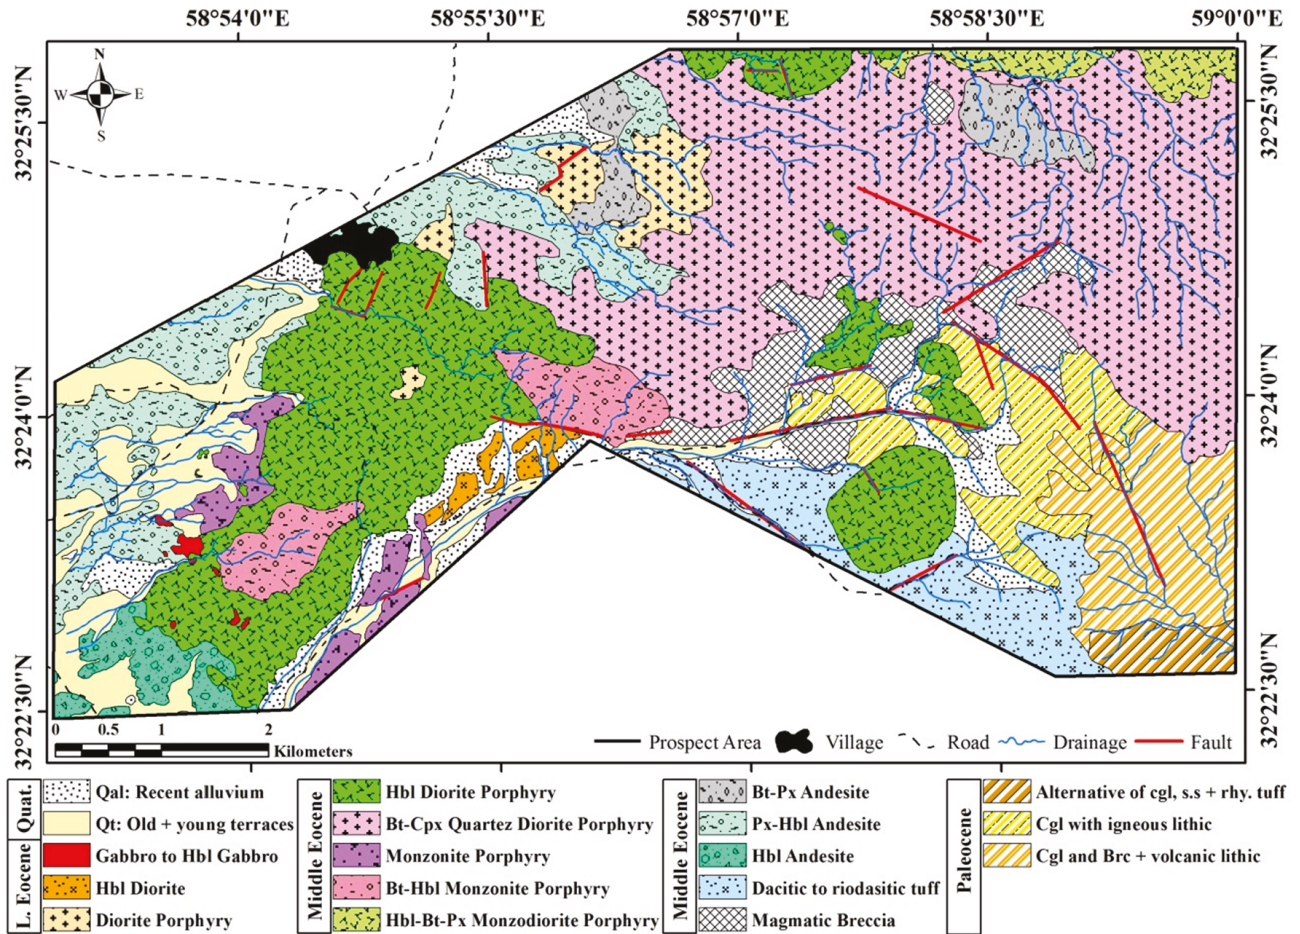 58°54'0"E 58°55'30"E 58°57'0"E 58°58'30"E 59°0'0"E
N
W E
S
32°25'30"N 32°25'30"N
32°24'0"N 32°24'0"N
32°22'30"N 32°22'30"N
0 0.5 1 2
Kilometers
Prospect Area Village Road Drainage Fault
Quat.
Qal: Recent alluvium
Qt: Old + young terraces
L. Eocene
Gabbro to Hbl Gabbro
Hbl Diorite
Diorite Porphyry
Middle Eocene
Hbl Diorite Porphyry
Bt-Cpx Quartez Diorite Porphyry
Monzonite Porphyry
Bt-Hbl Monzonite Porphyry
Hbl-Bt-Px Monzodiorite Porphyry
Middle Eocene
Bt-Px Andesite
Px-Hbl Andesite
Hbl Andesite
Dacitic to riodasitic tuff
Magmatic Breccia
Paleocene
Alternative of cgl, s.s + rhy. tuff
Cgl with igneous lithic
Cgl and Brc + volcanic lithic